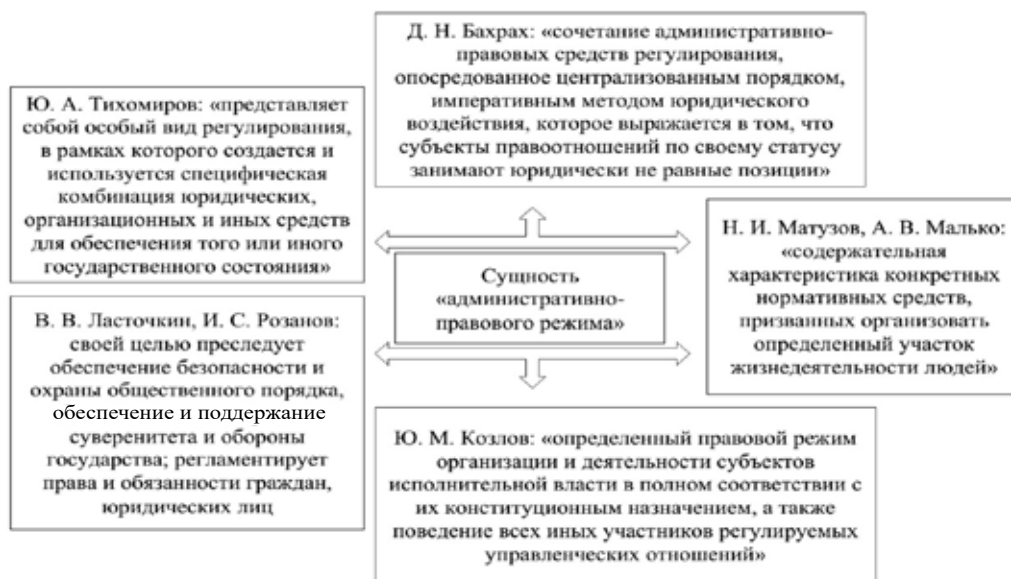 Д. Н. Бахрах: «сочетание административно-
правовых средств регулирования,
опосредованное централизованным порядком,
императивным методом юридического
воздействия, которое выражается в том, что
субъекты правоотношений по своему статусу
занимают юридически не равные позиции»
Ю. А. Тихомиров: «представляет
собой особый вид регулирования,
в рамках которого создается и
используется специфическая
комбинация юридических,
организационных и иных средств
для обеспечения того или иного
государственного состояния»
Н. И. Матузов, А. В. Малько:
«содержательная
характеристика конкретных
нормативных средств,
призванных организовать
определенный участок
жизнедеятельности людей»
Сущность
«административно-
правового режима»
В. В. Ласточкин, И. С. Розанов:
своей целью преследует
обеспечение безопасности и
охраны общественного порядка,
обеспечение и поддержание
суверенитета и обороны
государства; регламентирует
права и обязанности граждан,
юридических лиц
Ю. М. Козлов: «определенный правовой режим
организации и деятельности субъектов
исполнительной власти в полном соответствии с
их конституционным назначением, а также
поведение всех иных участников регулируемых
управленческих отношений»